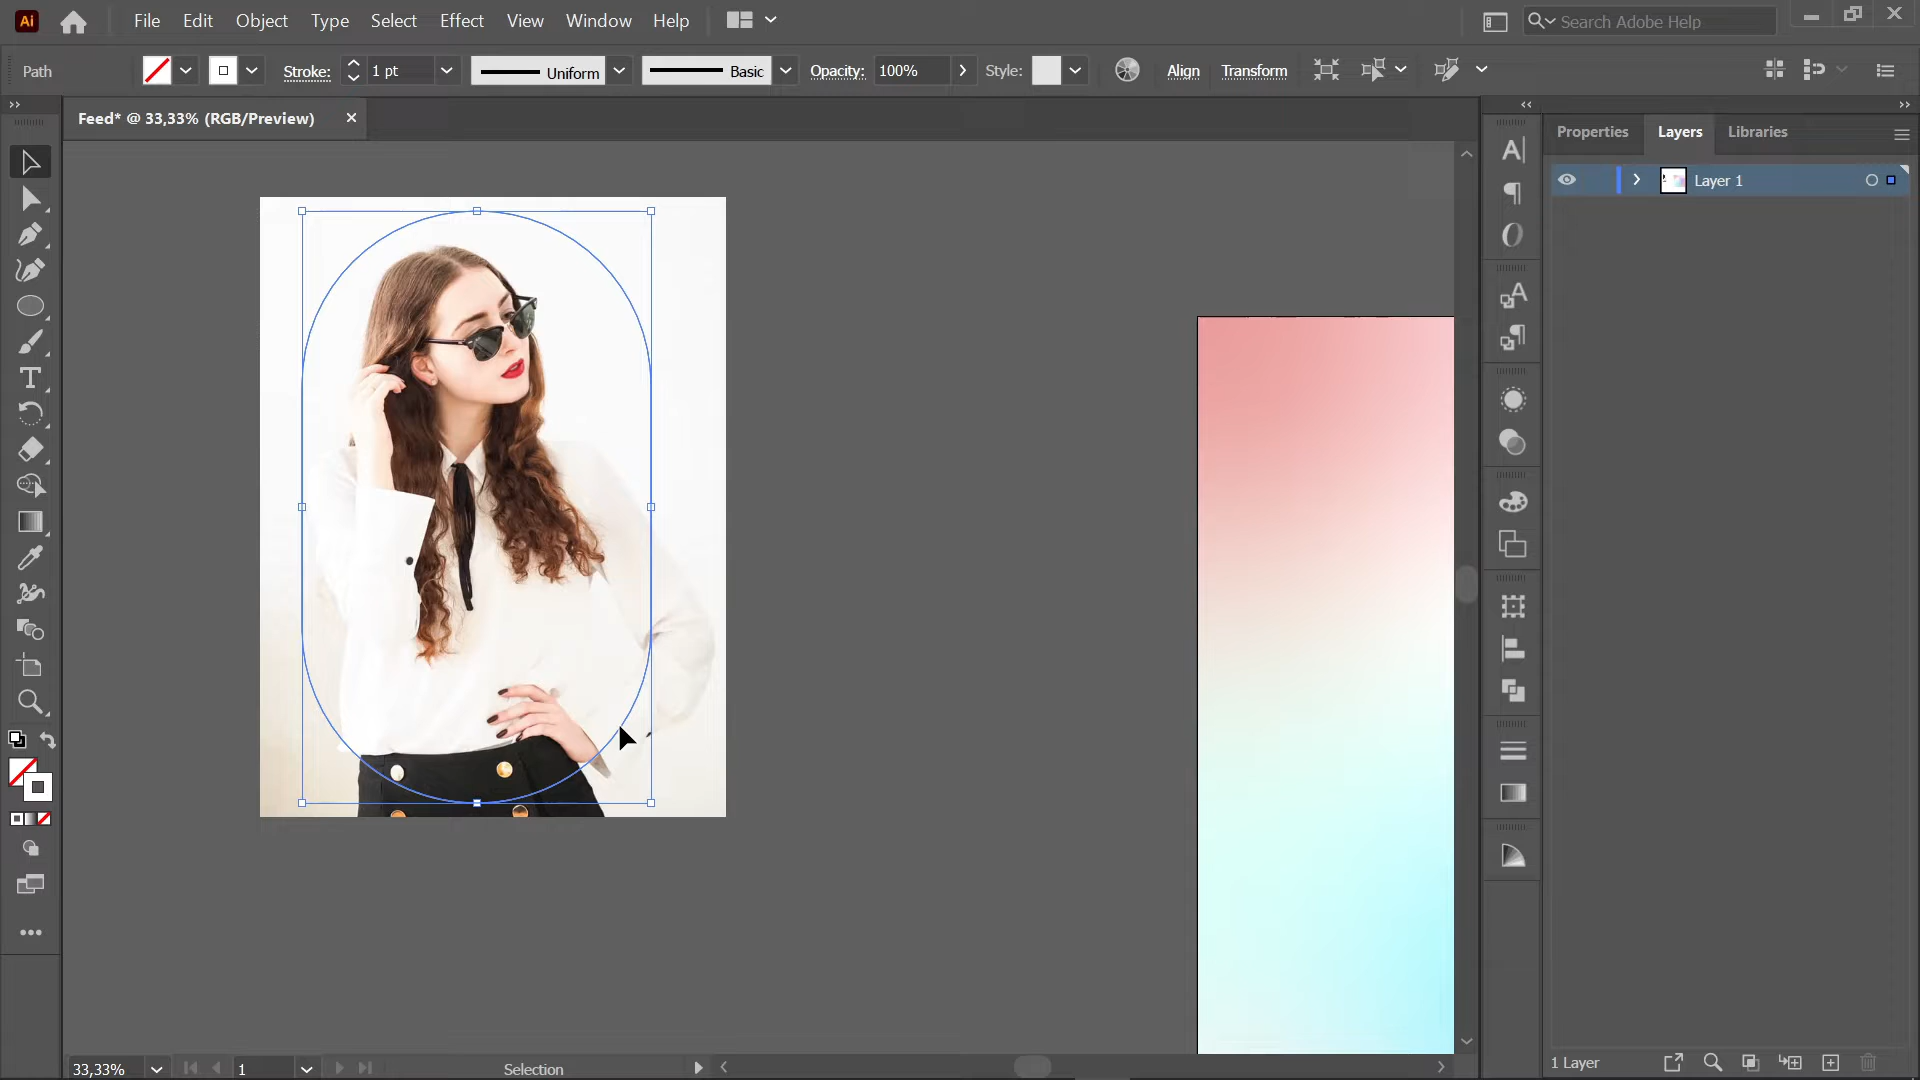 Ai File Edit Object Type Select Effect View Window Help Search Adobe Help
Path Stroke: 1 pt Uniform Basic Opacity: 100% Style: Align Transform
Feed* @ 33,33% (RGB/Preview)
Properties Layers Libraries
Layer 1
33,33% 1 Selection
1 Layer